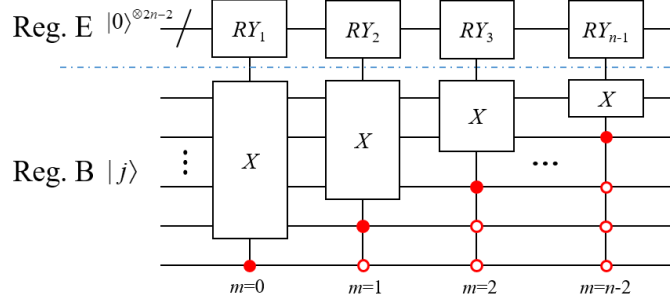 Reg. E |0⟩⊗2n−2 RY1 RY2 RY3 RYn-1
X X X X
Reg. B |j⟩ ⋮ ...
m=0 m=1 m=2 m=n-2